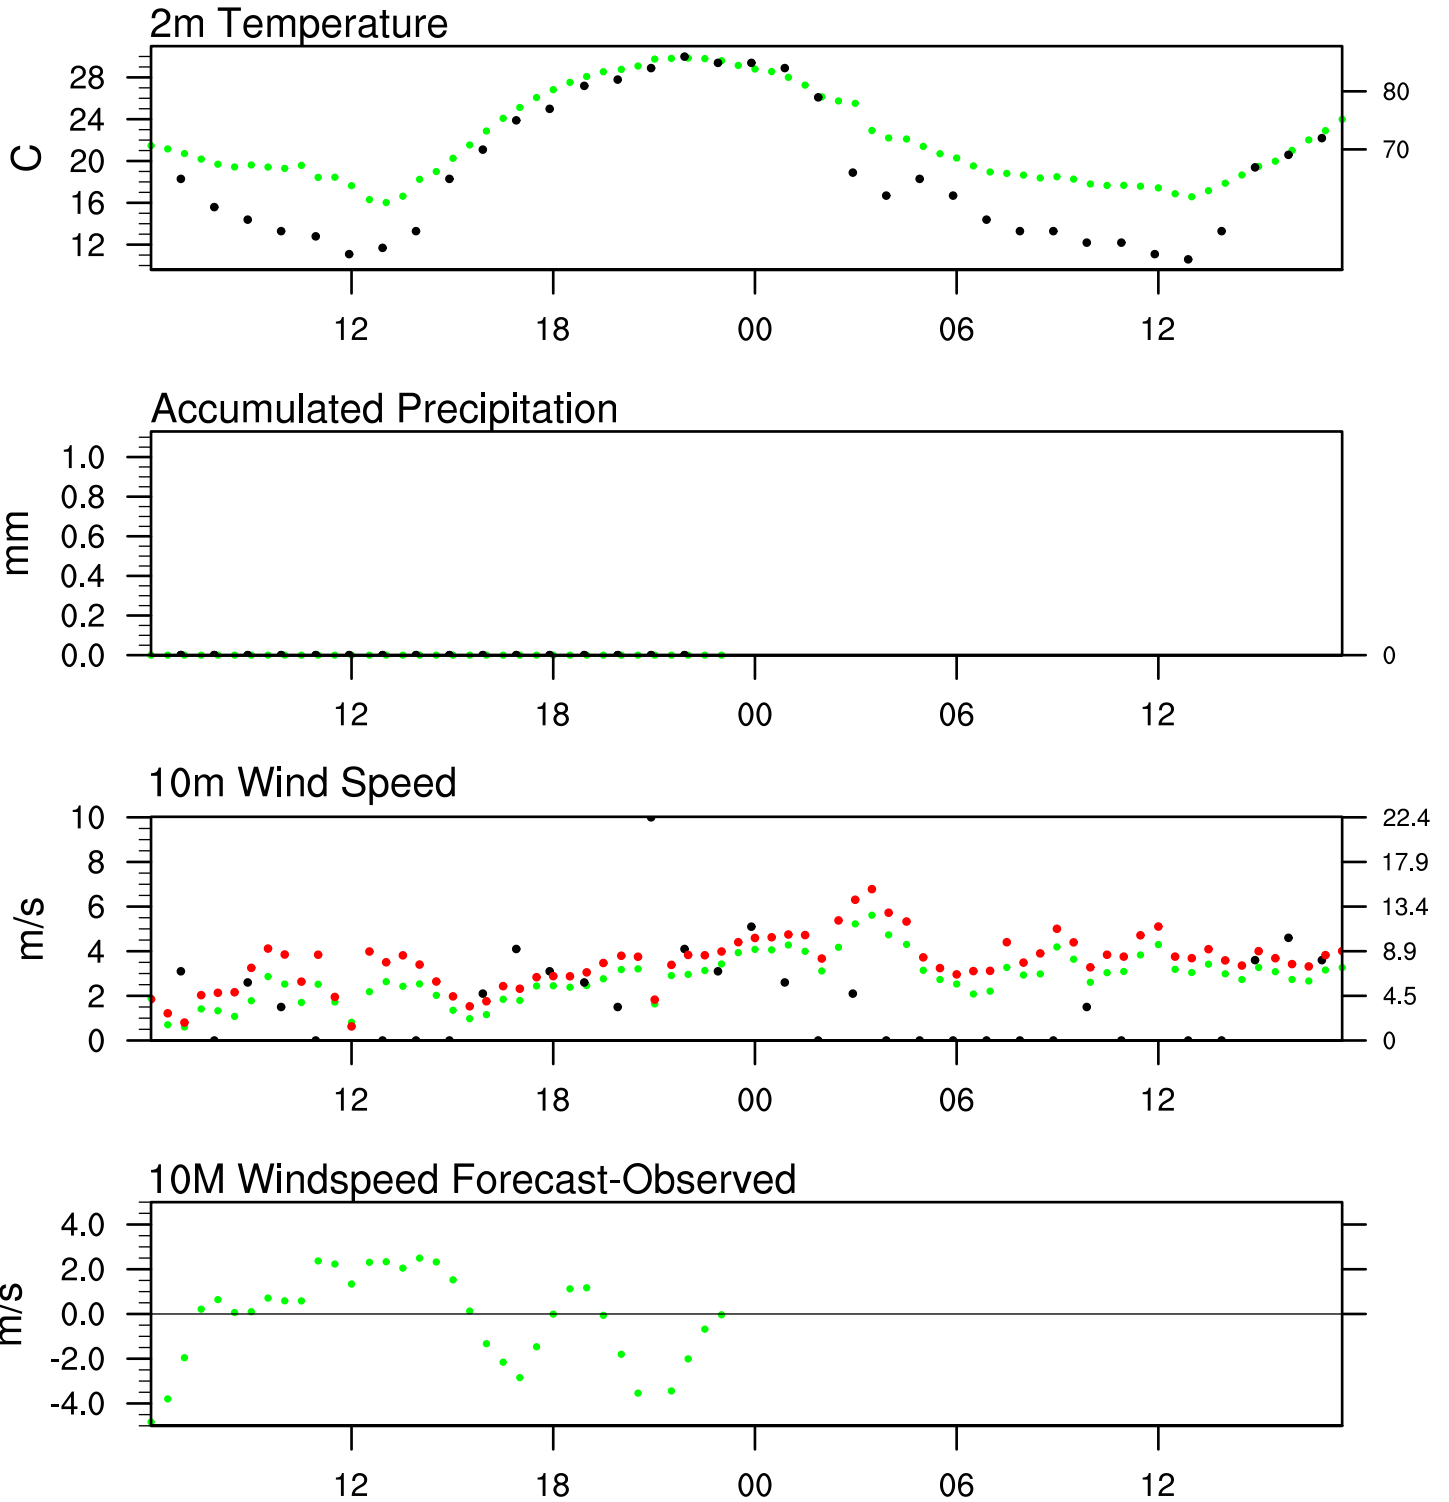 2m Temperature
28
24
20
16
12
C
80
70
12 18 00 06 12
Accumulated Precipitation
1.0
0.8
0.6
0.4
0.2
0.0
mm
0
12 18 00 06 12
10m Wind Speed
10
8
6
4
2
0
m/s
22.4
17.9
13.4
8.9
4.5
0
12 18 00 06 12
10M Windspeed Forecast-Observed
4.0
2.0
0.0
-2.0
-4.0
m/s
12 18 00 06 12